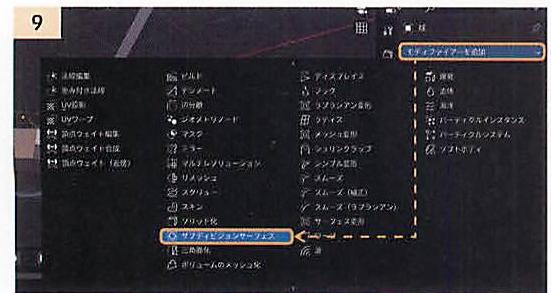 9
球
モディファイアーを追加
法線編集
重み付き法線
UV投影
UVワープ
頂点ウェイト編集
頂点ウェイト合成
頂点ウェイト(近傍)
ビルド
デシメート
辺分離
ジオメトリノード
マスク
ミラー
マルチレゾリューション
リメッシュ
スクリュー
スキン
ソリッド化
サブディビジョンサーフェス
三角面化
ボリュームのメッシュ化
ディスプレイス
フック
ラプラシアン変形
ラティス
メッシュ変形
シュリンクラップ
シンプル変形
スムーズ
スムーズ(補正)
スムーズ(ラプラシアン)
サーフェス変形
ワープ
波
爆発
流体
海洋
パーティクルインスタンス
パーティクルシステム
ソフトボディ